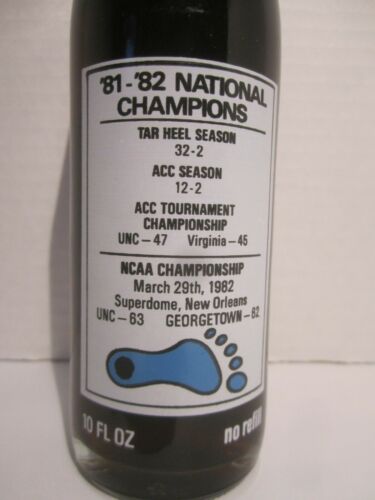 '81-'82 NATIONAL
CHAMPIONS
TAR HEEL SEASON
32-2
ACC SEASON
12-2
ACC TOURNAMENT
CHAMPIONSHIP
UNC-47 Virginia-45
NCAA CHAMPIONSHIP
March 29th, 1982
Superdome, New Orleans
UNC-63 GEORGETOWN-62
10 FL OZ no refill